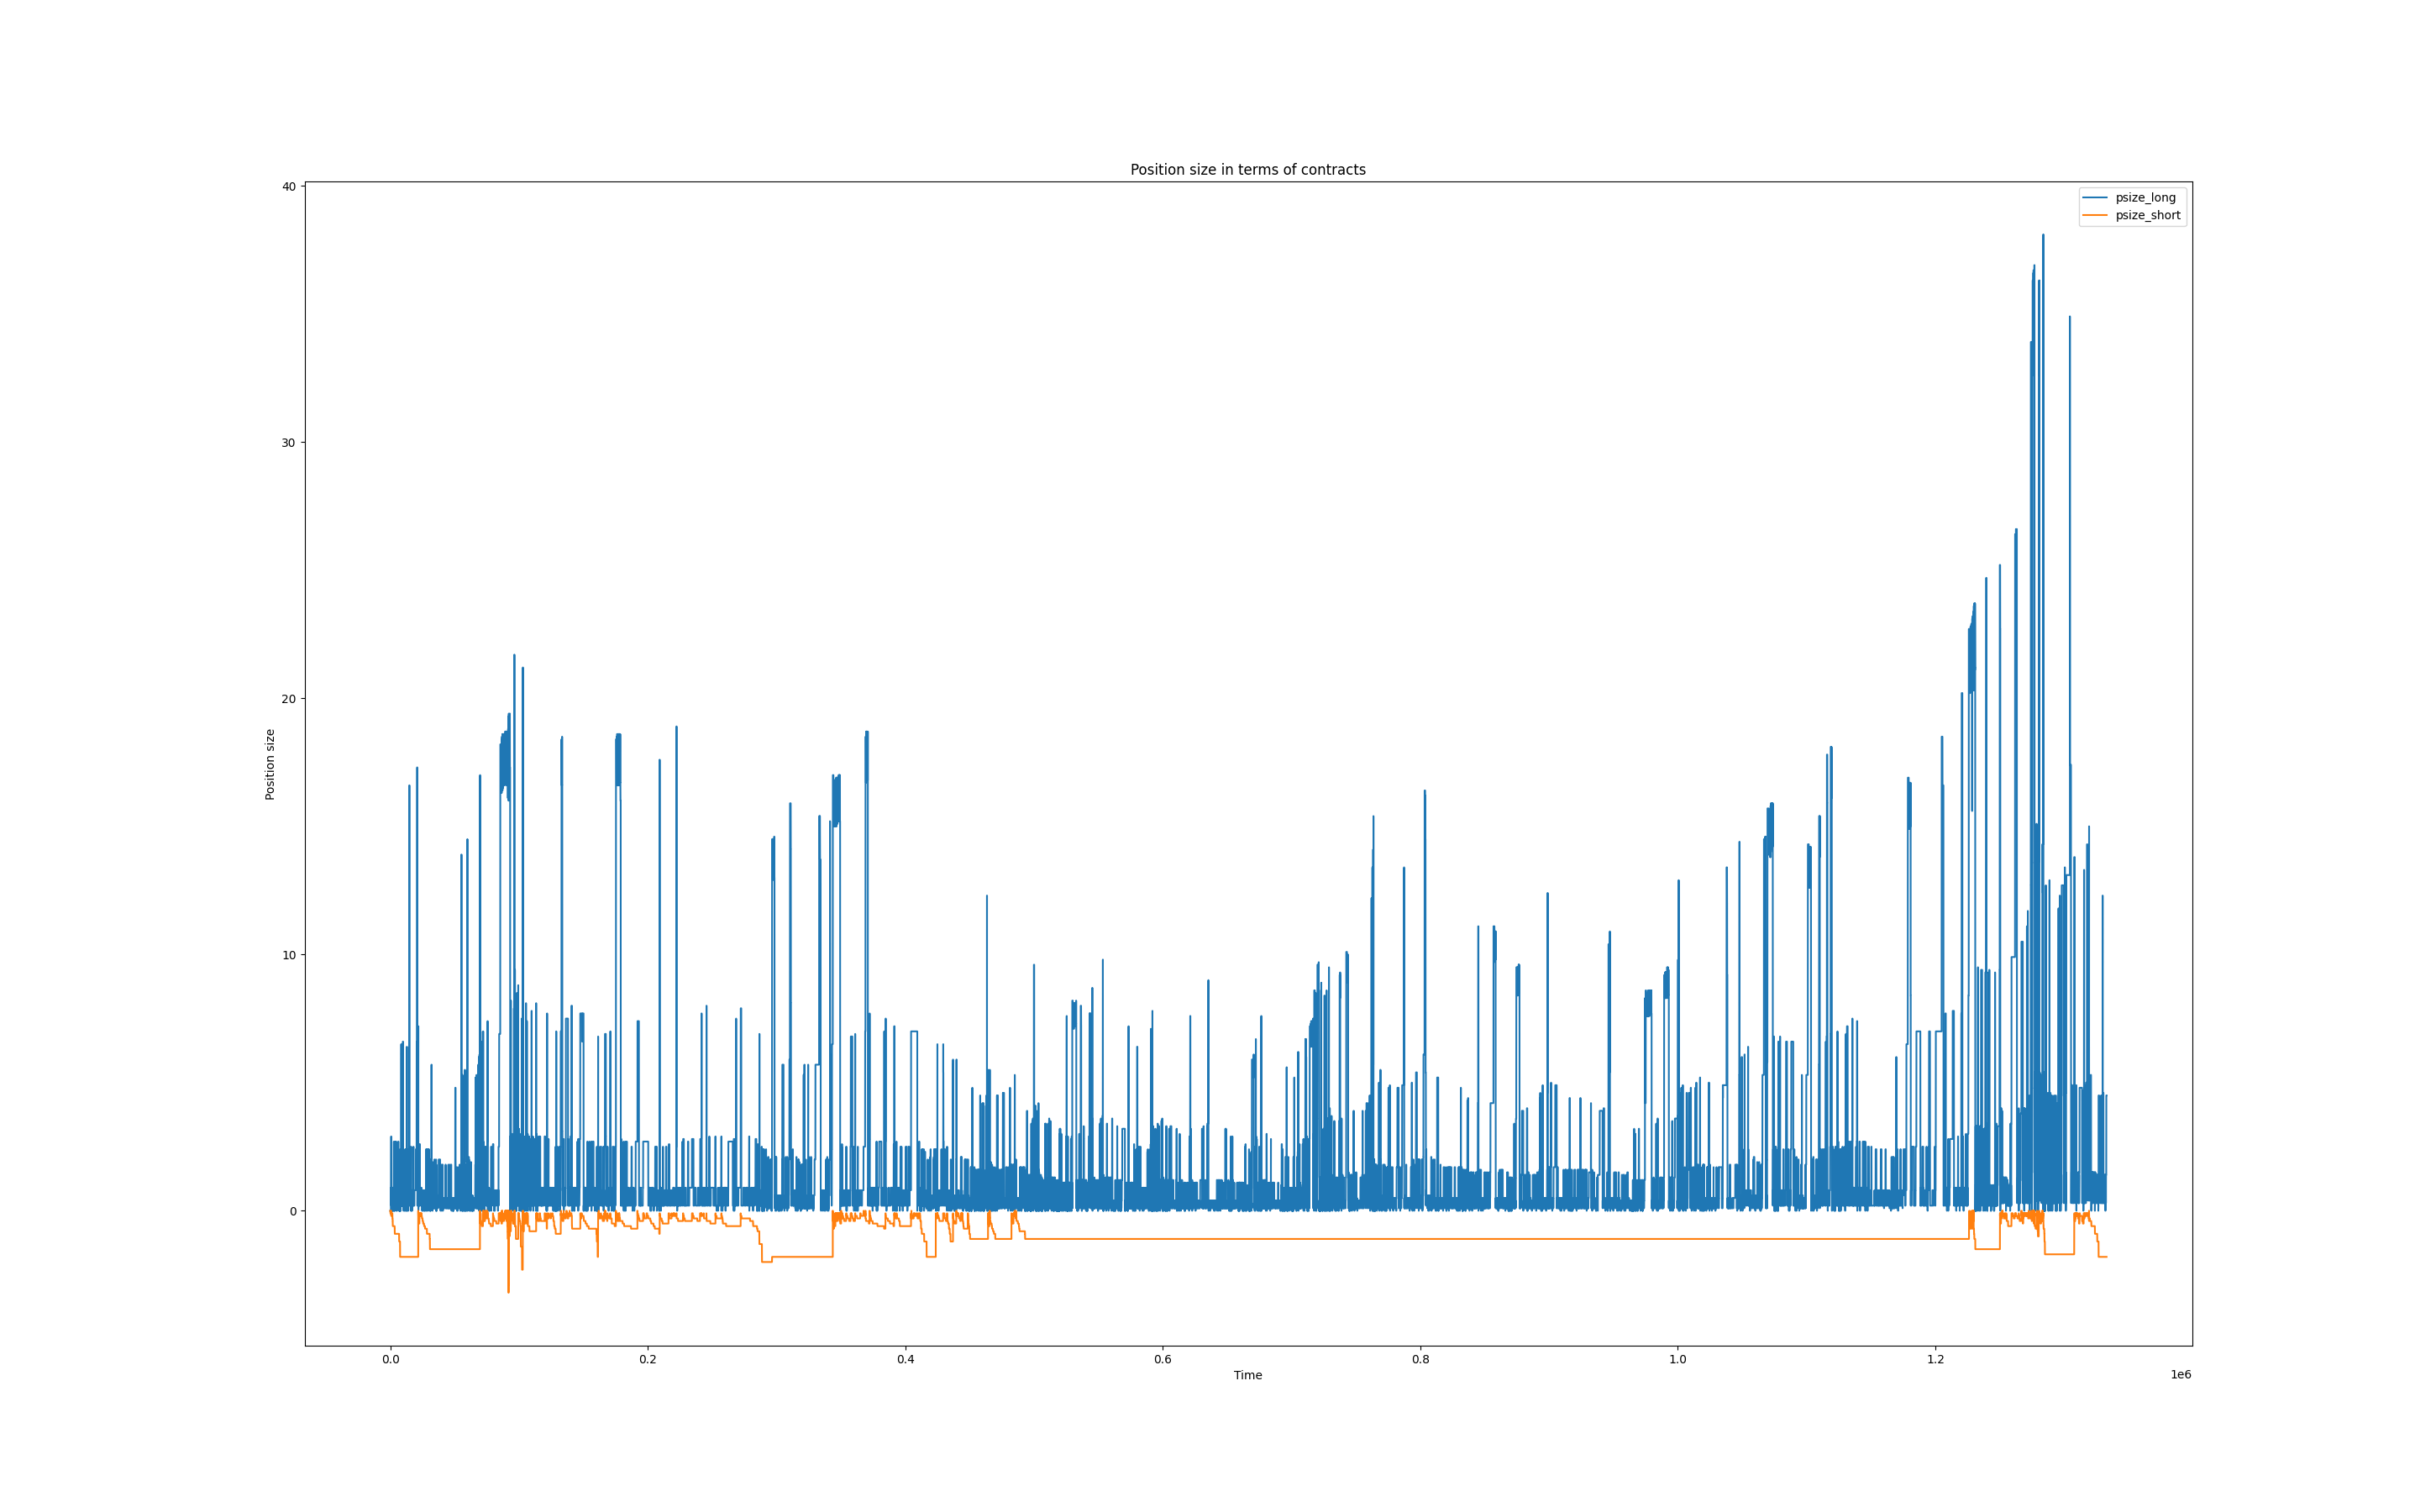 Position size in terms of contracts
psize_long
psize_short
40
30
20
10
0
Position size
0.0 0.2 0.4 0.6 0.8 1.0 1.2
Time
1e6